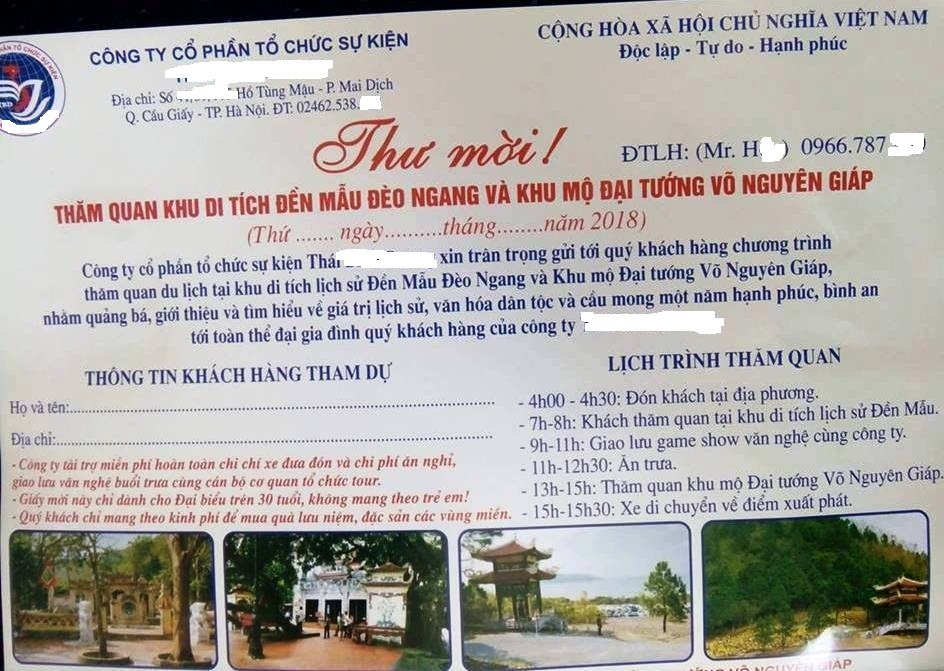 PHẦN TỔ CHỨC SỰ KIỆN
CÔNG TY CỔ PHẦN TỔ CHỨC SỰ KIỆN
Địa chỉ: Số Hồ Tùng Mậu - P. Mai Dịch
Q. Cầu Giấy - TP. Hà Nội. ĐT: 02462.538.
CỘNG HÒA XÃ HỘI CHỦ NGHĨA VIỆT NAM
Độc lập - Tự do - Hạnh phúc
Thư mời!
ĐTLH: (Mr. H ) 0966.787
THĂM QUAN KHU DI TÍCH ĐỀN MẪU ĐÈO NGANG VÀ KHU MỘ ĐẠI TƯỚNG VÕ NGUYÊN GIÁP
(Thứ ....... ngày..........tháng........năm 2018)
Công ty cổ phần tổ chức sự kiện Thá xin trân trọng gửi tới quý khách hàng chương trình
thăm quan du lịch tại khu di tích lịch sử Đền Mẫu Đèo Ngang và Khu mộ Đại tướng Võ Nguyên Giáp,
nhằm quảng bá, giới thiệu và tìm hiểu về giá trị lịch sử, văn hóa dân tộc và cầu mong một năm hạnh phúc, bình an
tới toàn thể đại gia đình quý khách hàng của công ty
THÔNG TIN KHÁCH HÀNG THAM DỰ
Họ và tên:..........................................................................
Địa chỉ:..............................................................................
- Công ty tài trợ miễn phí hoàn toàn chi chí xe đưa đón và chi phí ăn nghỉ,
giao lưu văn nghệ buổi trưa cùng cán bộ cơ quan tổ chức tour.
- Giấy mời này chỉ dành cho Đại biểu trên 30 tuổi, không mang theo trẻ em!
- Quý khách chỉ mang theo kinh phí để mua quà lưu niệm, đặc sản các vùng miền.
LỊCH TRÌNH THĂM QUAN
- 4h00 - 4h30: Đón khách tại địa phương.
- 7h-8h: Khách thăm quan tại khu di tích lịch sử Đền Mẫu.
- 9h-11h: Giao lưu game show văn nghệ cùng công ty.
- 11h-12h30: Ăn trưa.
- 13h-15h: Thăm quan khu mộ Đại tướng Võ Nguyên Giáp.
- 15h-15h30: Xe di chuyển về điểm xuất phát.
VÕ NGUYÊN GIÁP